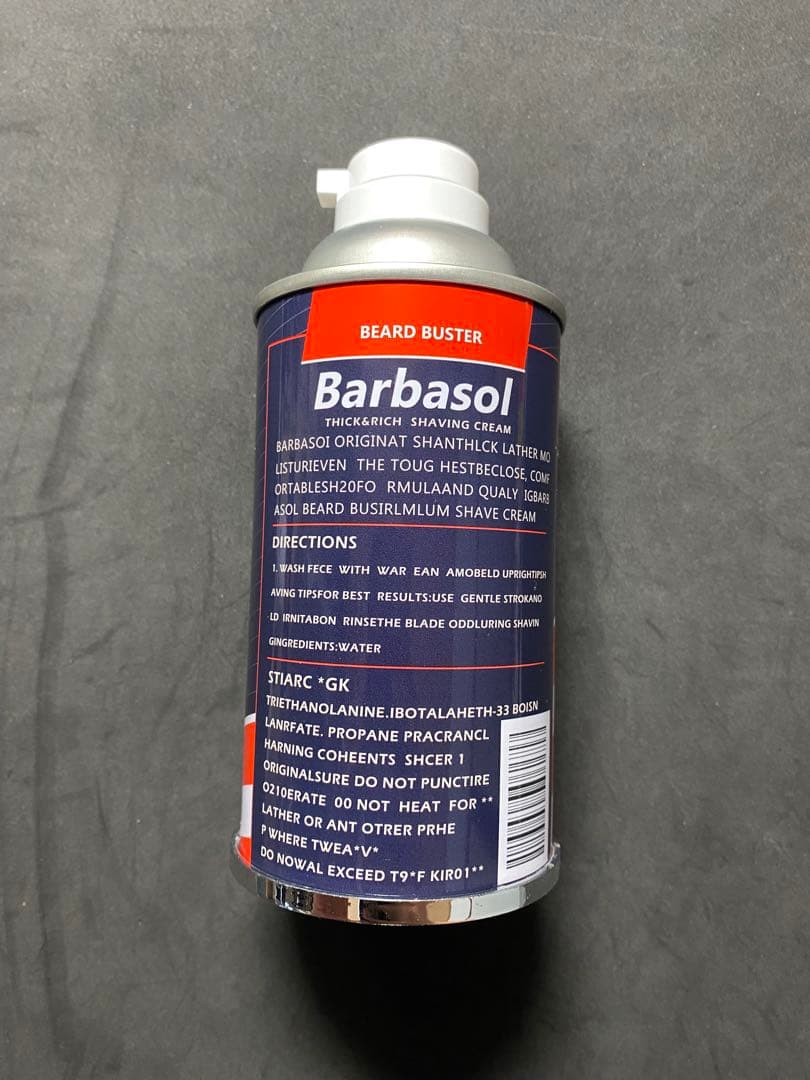 BEARD BUSTER
Barbasol
THICK&RICH SHAVING CREAM
BARBASOI ORIGINAT SHANTHLCK LATHER MO
LISTURIEVEN THE TOUG HESTBECLOSE, COMF
ORTABLESH20FO RMULAAND QUALY IGBARB
ASOL BEARD BUSIRLMLUM SHAVE CREAM
DIRECTIONS
1. WASH FECE WITH WAR EAN AMOBELD UPRIGHTIPSH
AVING TIPSFOR BEST RESULTS:USE GENTLE STROKANO
LD IRNITABON RINSETHE BLADE ODDLURING SHAVIN
GINGREDIENTS:WATER
STIARC *GK
TRIETHANOLANINE.IBOTALAHETH-33 BOISN
LANRFATE. PROPANE PRACRANCL
HARNING COHEENTS SHCER 1
ORIGINALSURE DO NOT PUNCTIRE
O210ERATE 00 NOT HEAT FOR **
LATHER OR ANT OTRER PRHE
P WHERE TWEA*V*
DO NOWAL EXCEED T9*F KIR01**